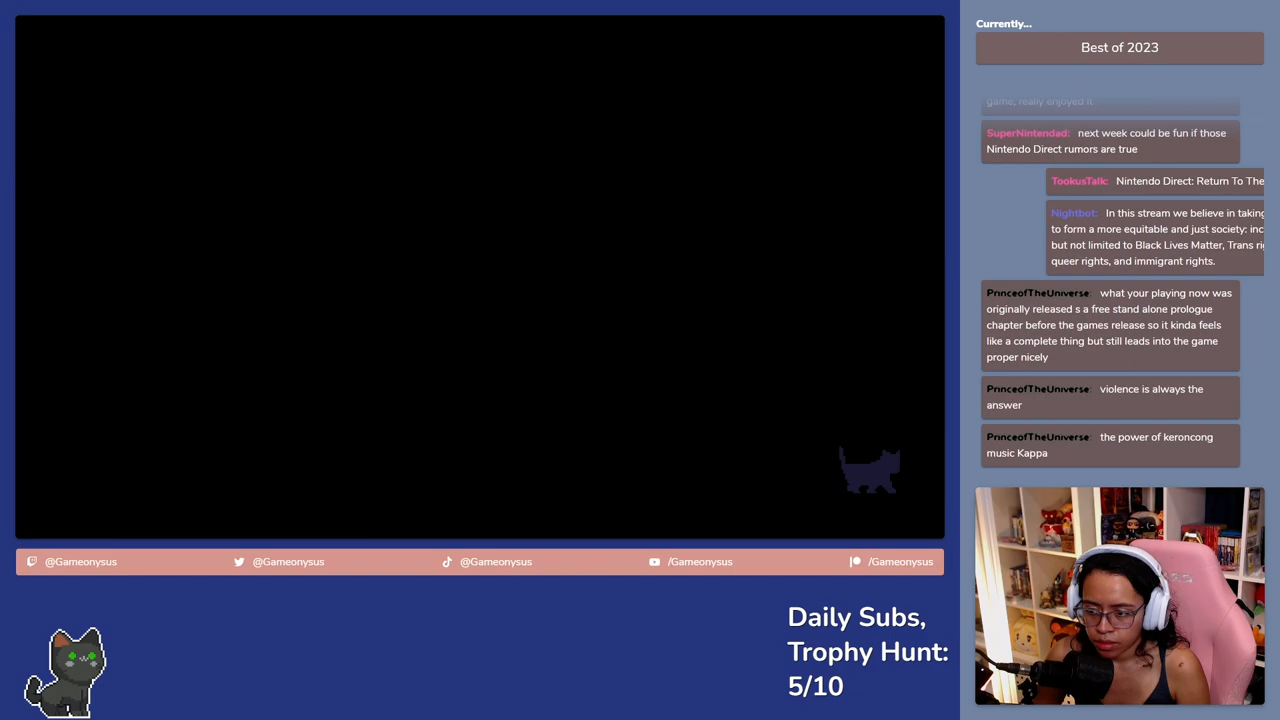 Currently...
Best of 2023
game, really enjoyed it.
SuperNintendad: next week could be fun if those
Nintendo Direct rumors are true
TookusTalk: Nintendo Direct: Return To The
Nightbot: In this stream we believe in taking
to form a more equitable and just society: inc
but not limited to Black Lives Matter, Trans ri
queer rights, and immigrant rights.
PrinceofTheUniverse: what your playing now was
originally released s a free stand alone prologue
chapter before the games release so it kinda feels
like a complete thing but still leads into the game
proper nicely
PrinceofTheUniverse: violence is always the
answer
PrinceofTheUniverse: the power of keroncong
music Kappa
@Gameonysus @Gameonysus @Gameonysus /Gameonysus /Gameonysus
Daily Subs,
Trophy Hunt:
5/10